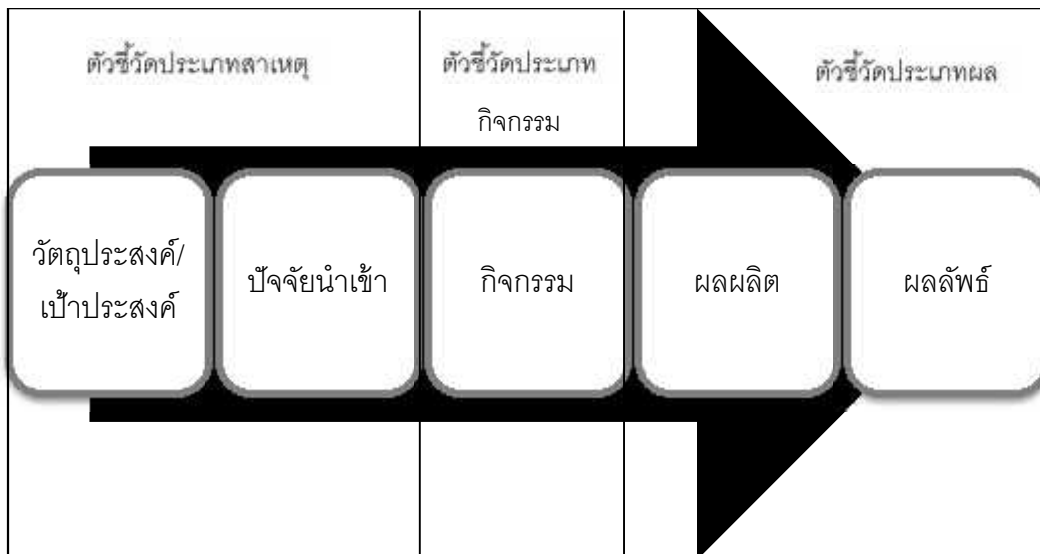 ตัวชี้วัดประเภทสาเหตุ
ตัวชี้วัดประเภท
กิจกรรม
ตัวชี้วัดประเภทผล
วัตถุประสงค์/
เป้าประสงค์
ปัจจัยนำเข้า
กิจกรรม
ผลผลิต
ผลลัพธ์